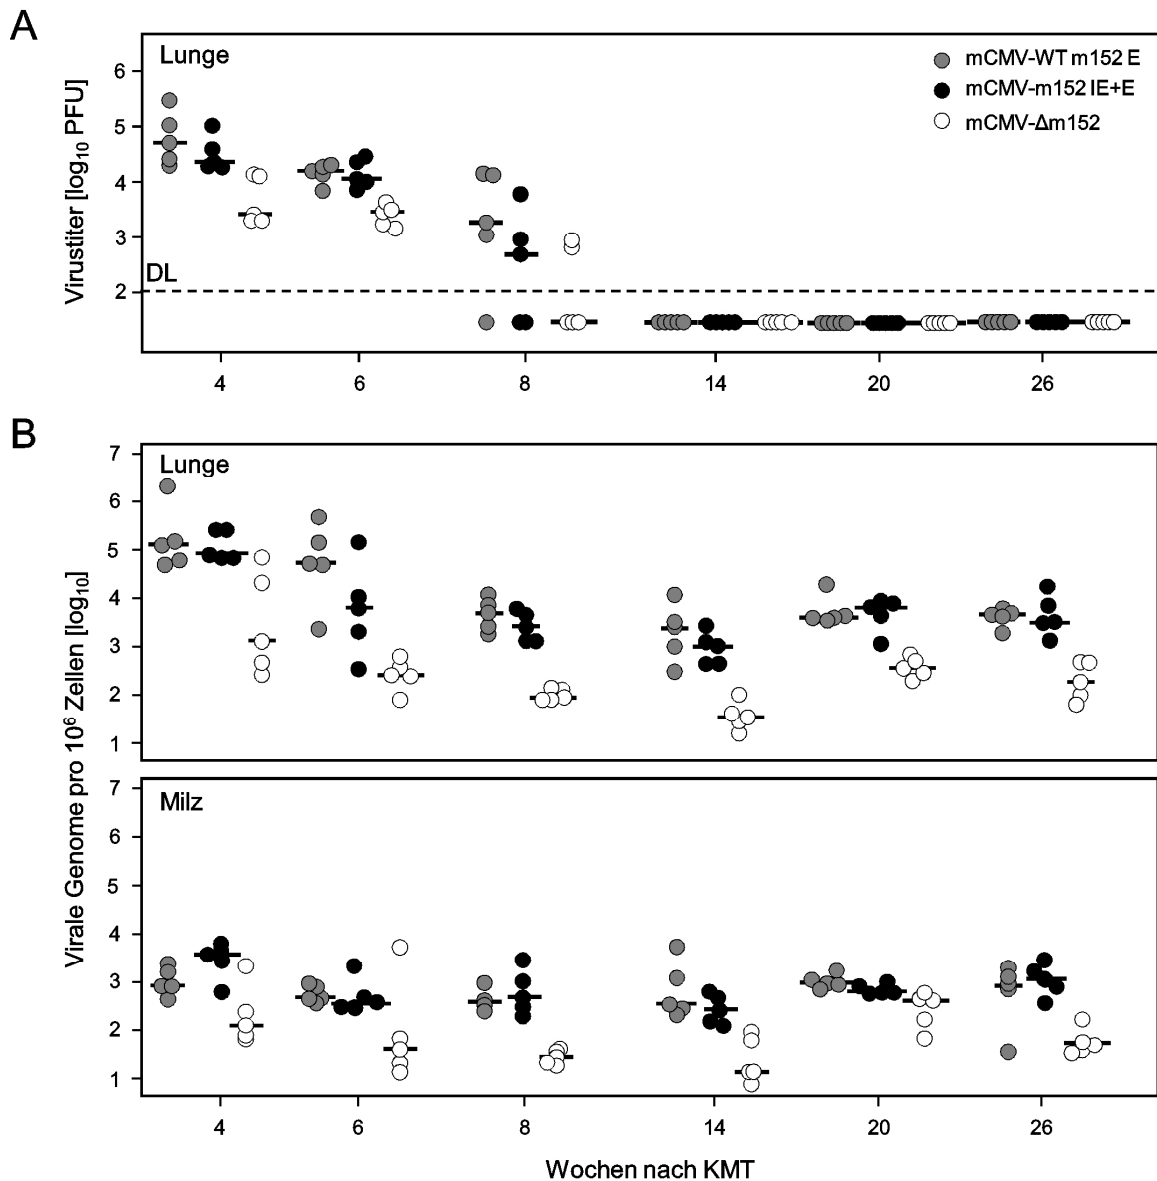 A
Lunge
mCMV-WT m152 E
mCMV-m152 IE+E
mCMV-Δm152
Virustiter [log10 PFU]
6
5
4
3
DL
2
4 6 8 14 20 26
B
Lunge
7
6
5
4
3
2
1
Virale Genome pro 10⁶ Zellen [log10]
Milz
7
6
5
4
3
2
1
4 6 8 14 20 26
Wochen nach KMT